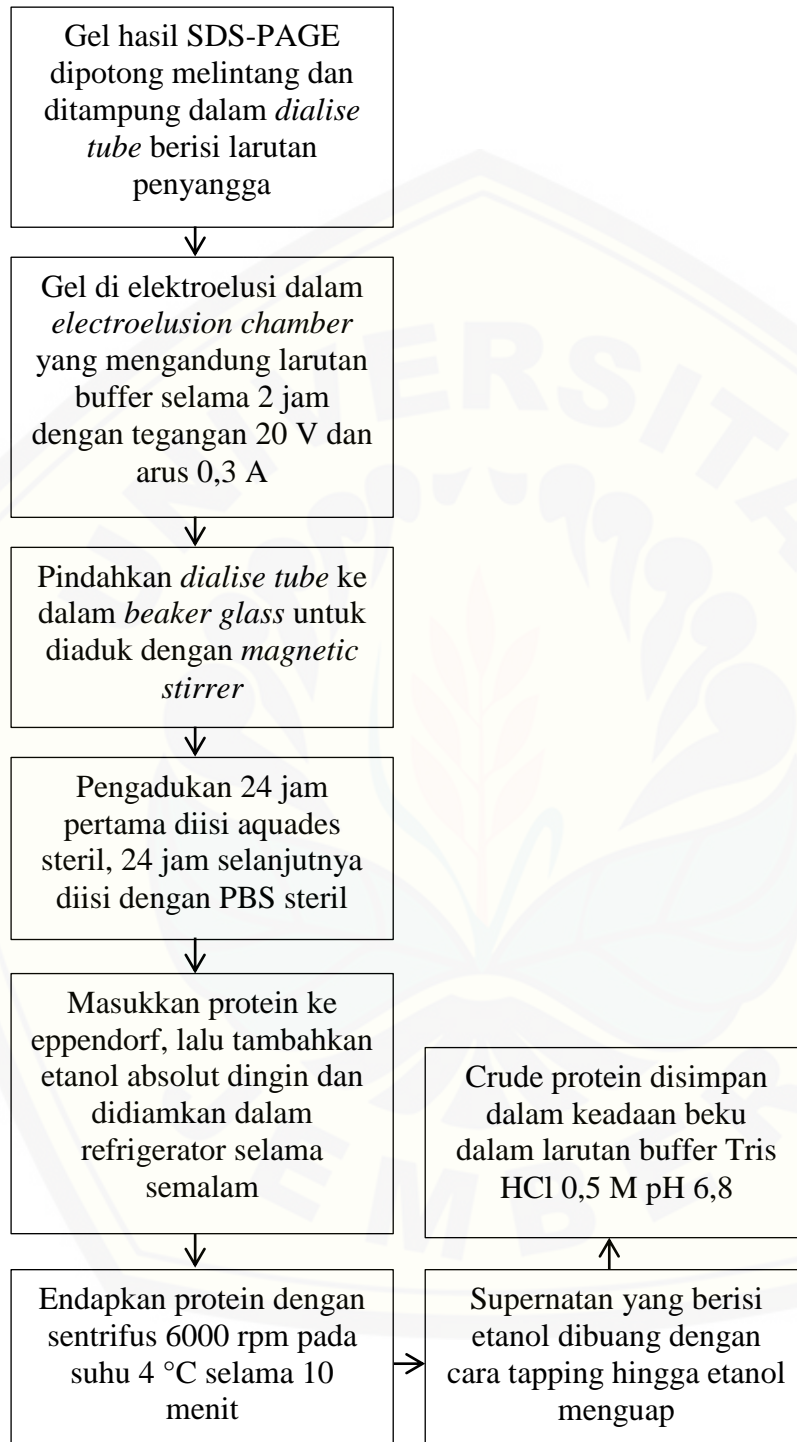 Gel hasil SDS-PAGE
dipotong melintang dan
ditampung dalam dialise
tube berisi larutan
penyangga
Gel di elektroelusi dalam
electroelusion chamber
yang mengandung larutan
buffer selama 2 jam
dengan tegangan 20 V dan
arus 0,3 A
Pindahkan dialise tube ke
dalam beaker glass untuk
diaduk dengan magnetic
stirrer
Pengadukan 24 jam
pertama diisi aquades
steril, 24 jam selanjutnya
diisi dengan PBS steril
Masukkan protein ke
eppendorf, lalu tambahkan
etanol absolut dingin dan
didiamkan dalam
refrigerator selama
semalam
Endapkan protein dengan
sentrifus 6000 rpm pada
suhu 4 °C selama 10
menit
Supernatan yang berisi
etanol dibuang dengan
cara tapping hingga etanol
menguap
Crude protein disimpan
dalam keadaan beku
dalam larutan buffer Tris
HCl 0,5 M pH 6,8
UNIVERSITA
JEMBER